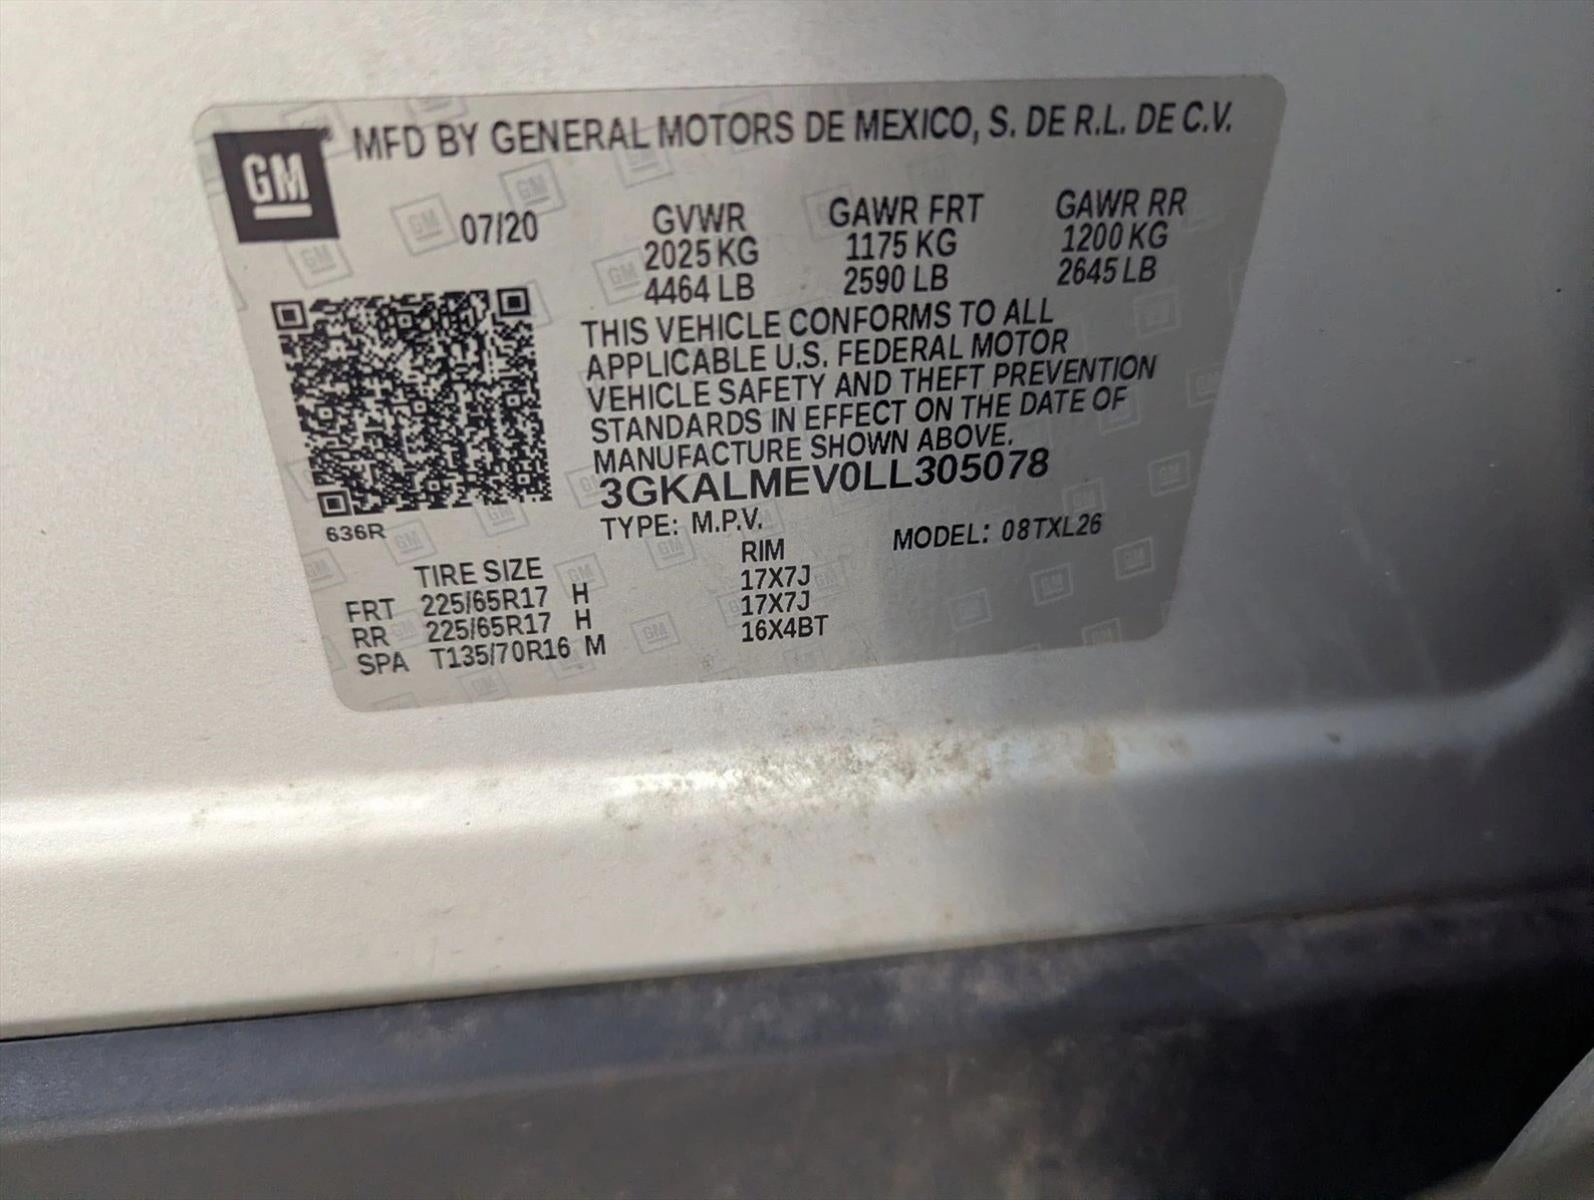 GM ® MFD BY GENERAL MOTORS DE MEXICO, S. DE R.L. DE C.V.
07/20 GVWR GAWR FRT GAWR RR
2025 KG 1175 KG 1200 KG
4464 LB 2590 LB 2645 LB
THIS VEHICLE CONFORMS TO ALL
APPLICABLE U.S. FEDERAL MOTOR
VEHICLE SAFETY AND THEFT PREVENTION
STANDARDS IN EFFECT ON THE DATE OF
MANUFACTURE SHOWN ABOVE.
3GKALMEV0LL305078
636R TYPE: M.P.V. MODEL: 08TXL26
TIRE SIZE RIM
FRT 225/65R17 H 17X7J
RR 225/65R17 H 17X7J
SPA T135/70R16 M 16X4BT